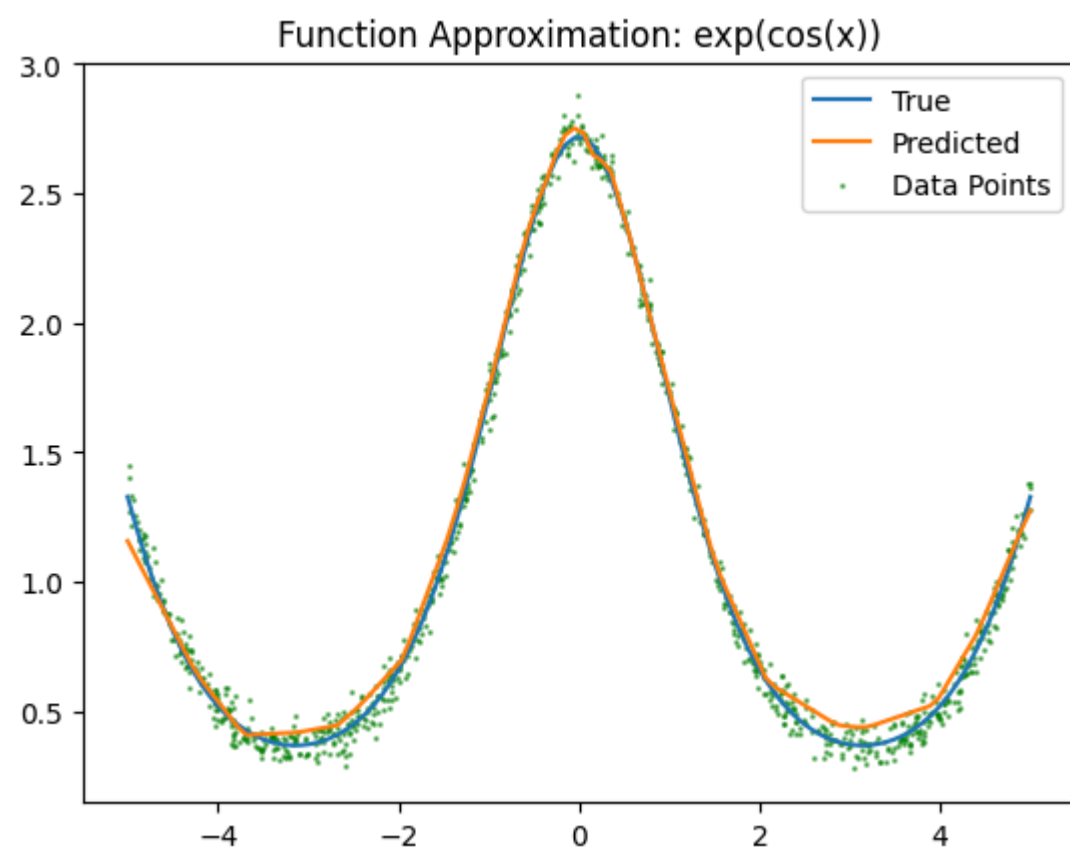 Function Approximation: exp(cos(x))
True
Predicted
Data Points
3.0
2.5
2.0
1.5
1.0
0.5
−4 −2 0 2 4